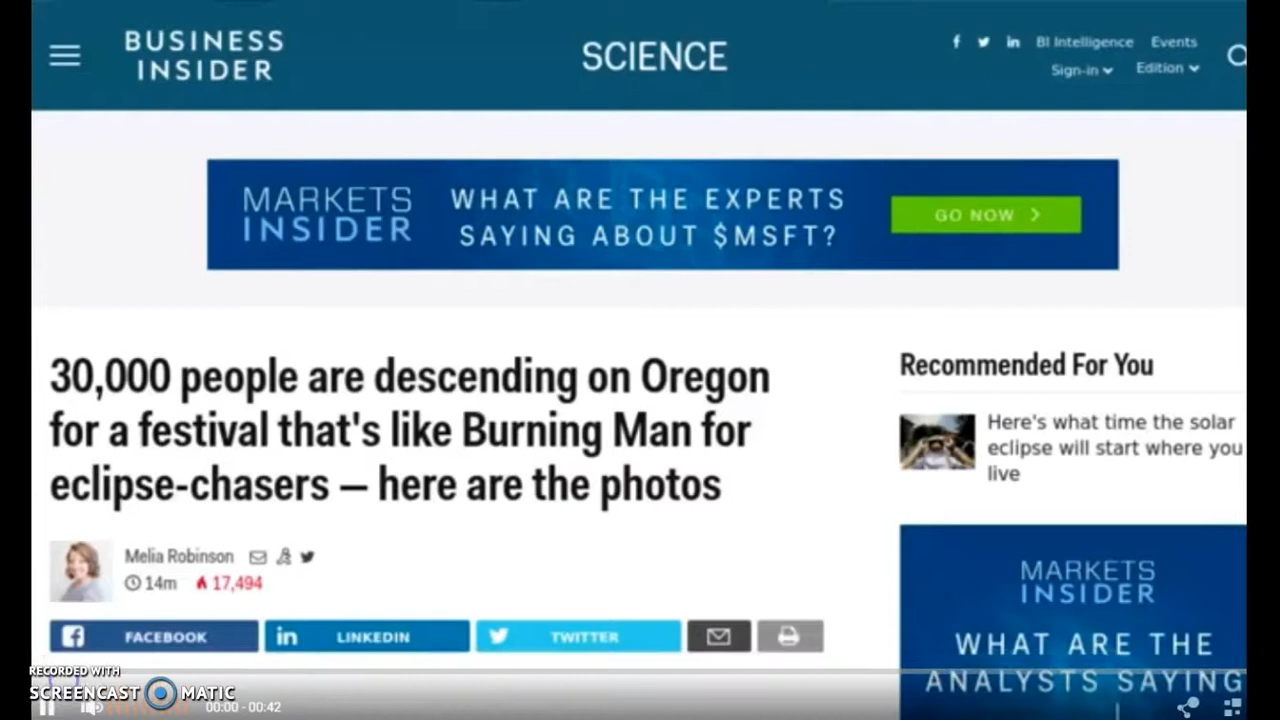 BUSINESS
INSIDER
SCIENCE
BI Intelligence Events
Sign-in Edition
MARKETS
INSIDER
WHAT ARE THE EXPERTS
SAYING ABOUT $MSFT?
GO NOW
30,000 people are descending on Oregon
for a festival that's like Burning Man for
eclipse-chasers — here are the photos
Melia Robinson
14m 17,494
FACEBOOK
LINKEDIN
TWITTER
Recommended For You
Here's what time the solar
eclipse will start where you
live
MARKETS
INSIDER
WHAT ARE THE
ANALYSTS SAYING
RECORDED WITH
SCREENCAST MATIC
00:00 - 00:42